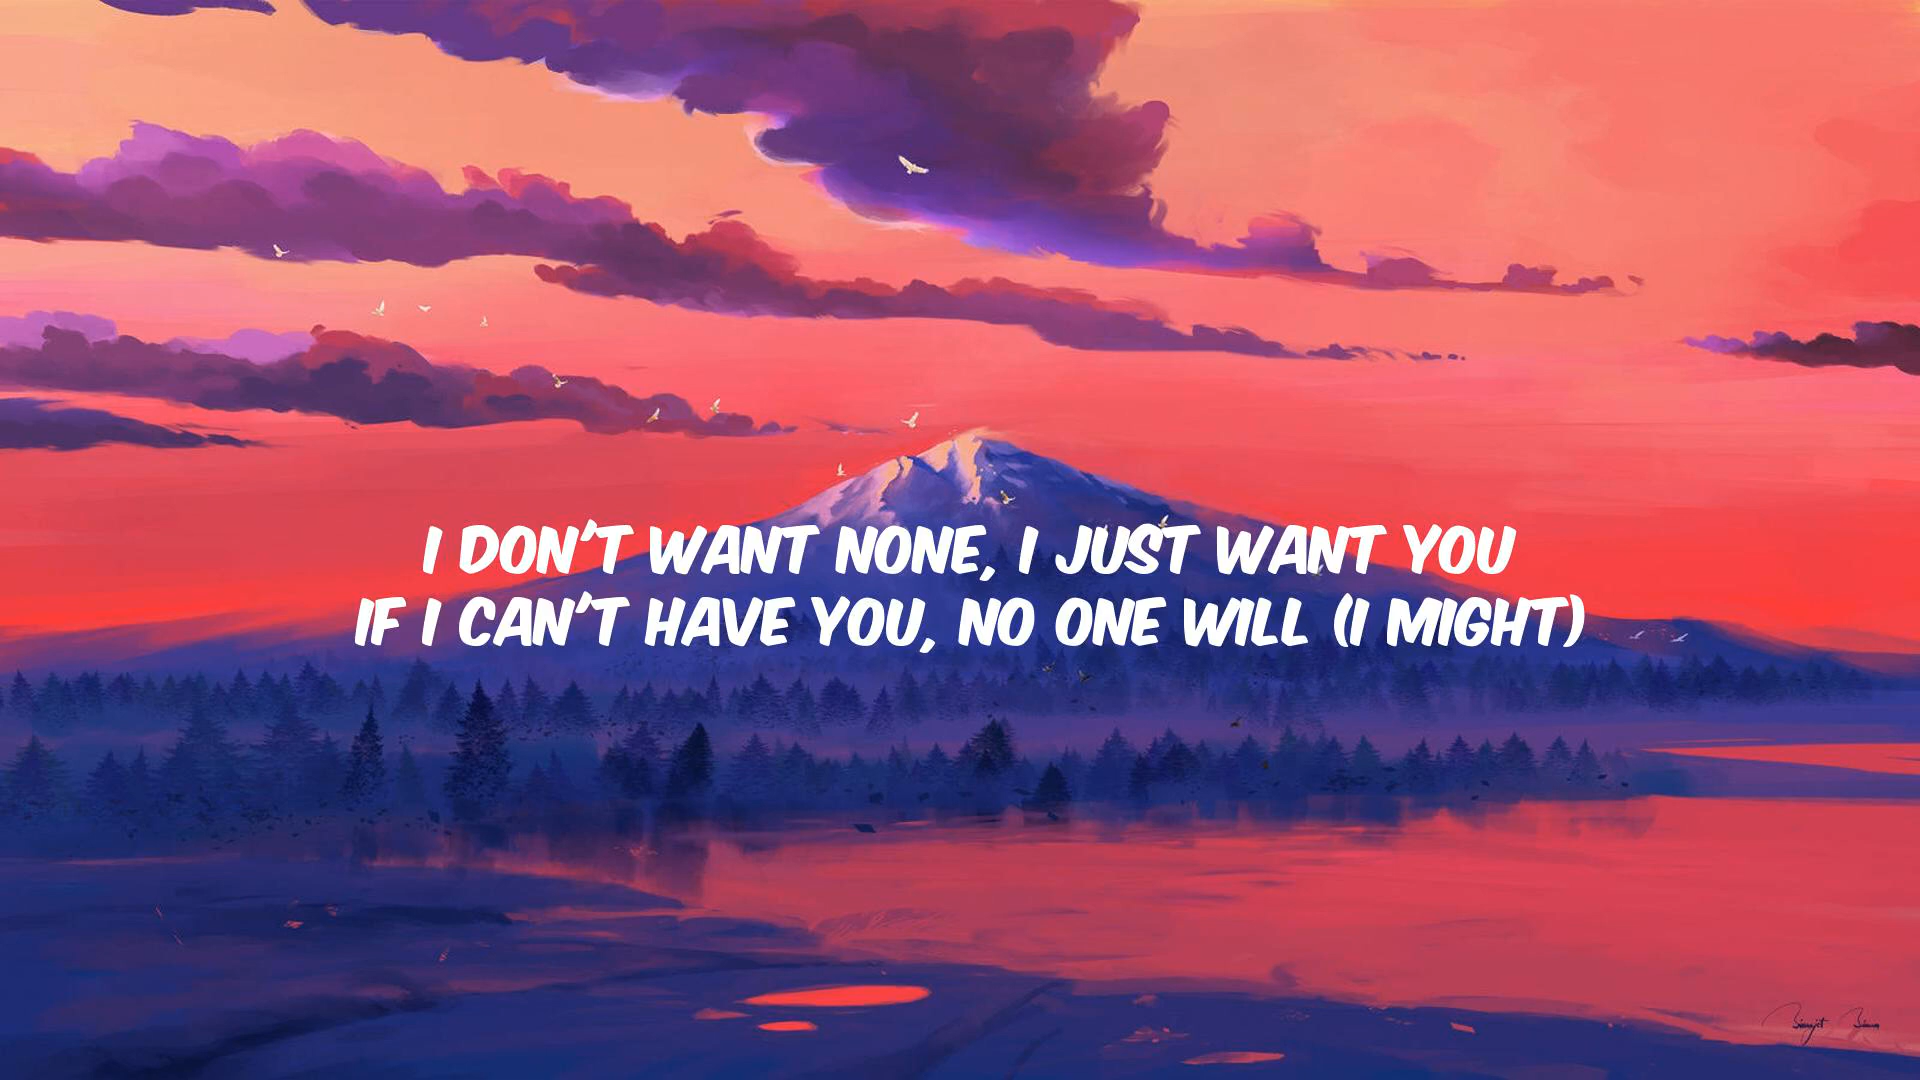 I DON'T WANT NONE, I JUST WANT YOU
IF I CAN'T HAVE YOU, NO ONE WILL (I MIGHT)